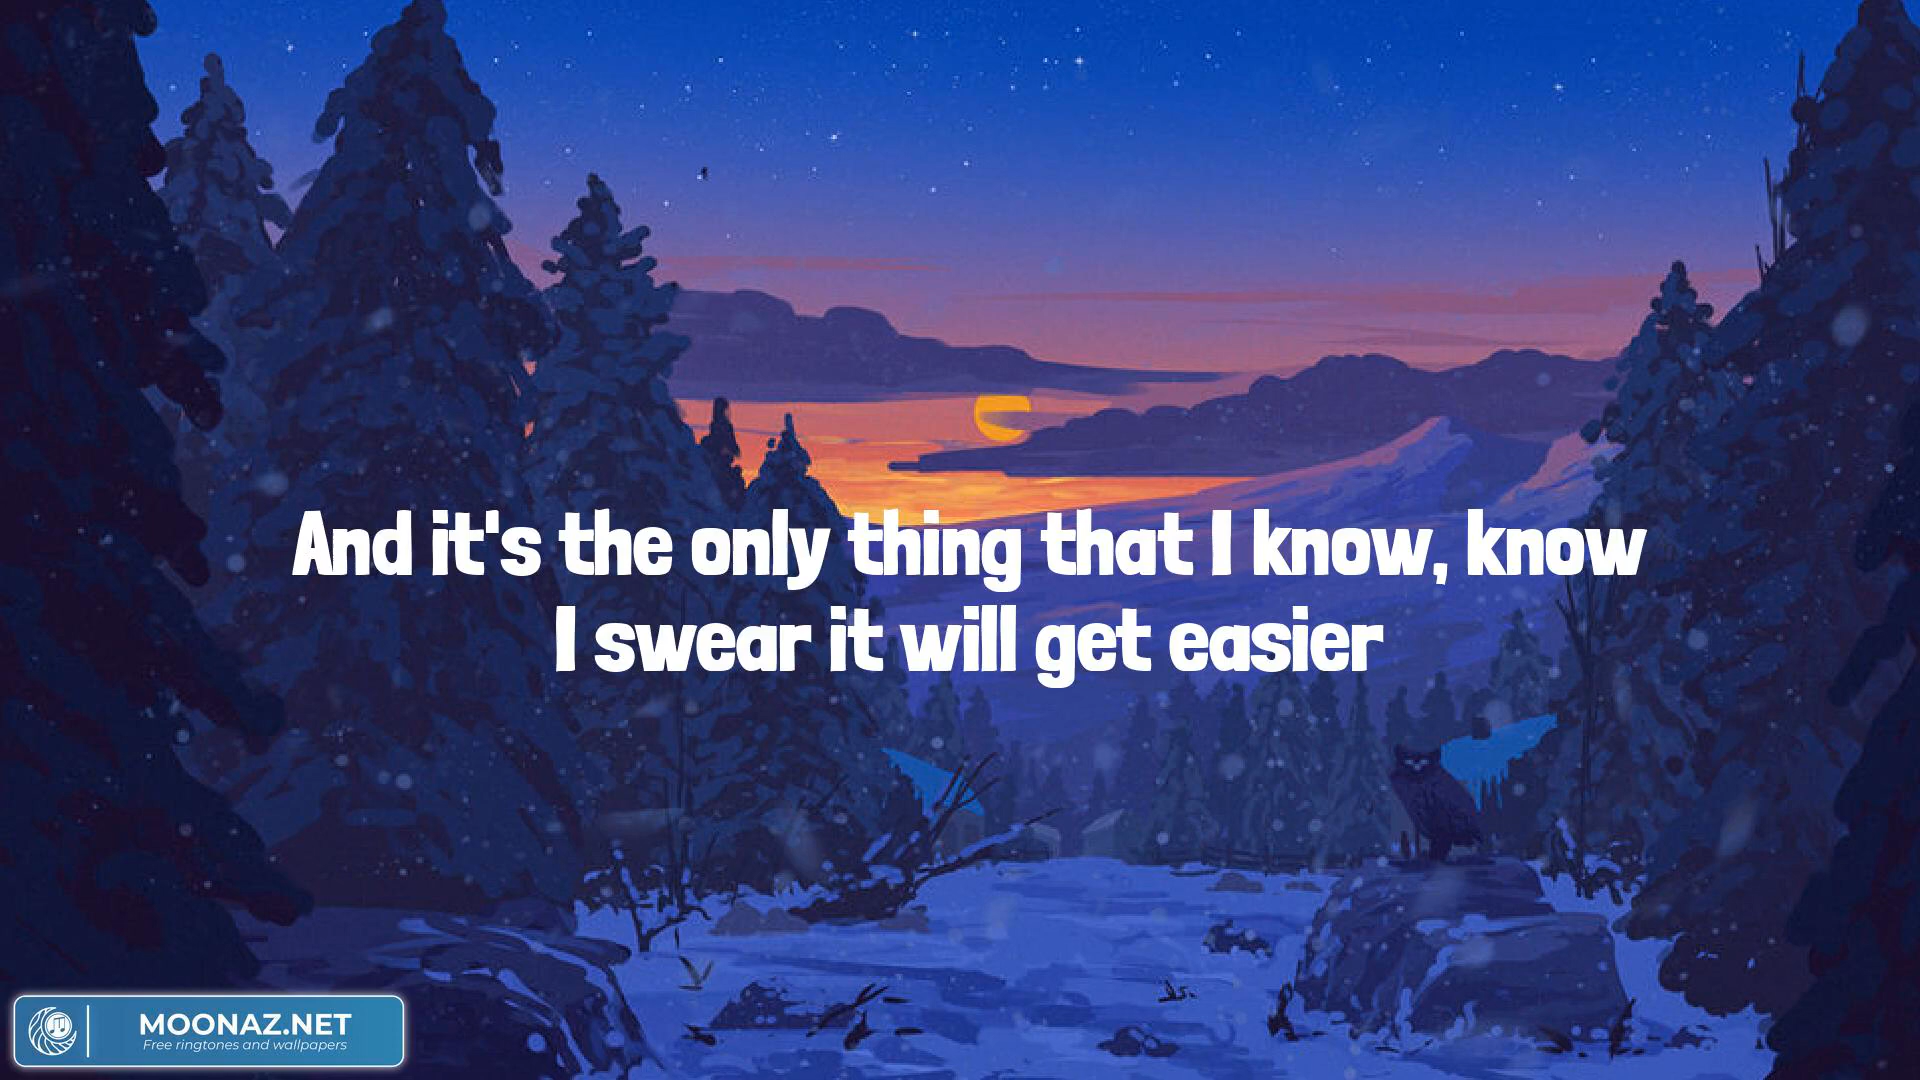 And it's the only thing that I know, know
I swear it will get easier
MOONAZ.NET
Free ringtones and wallpapers